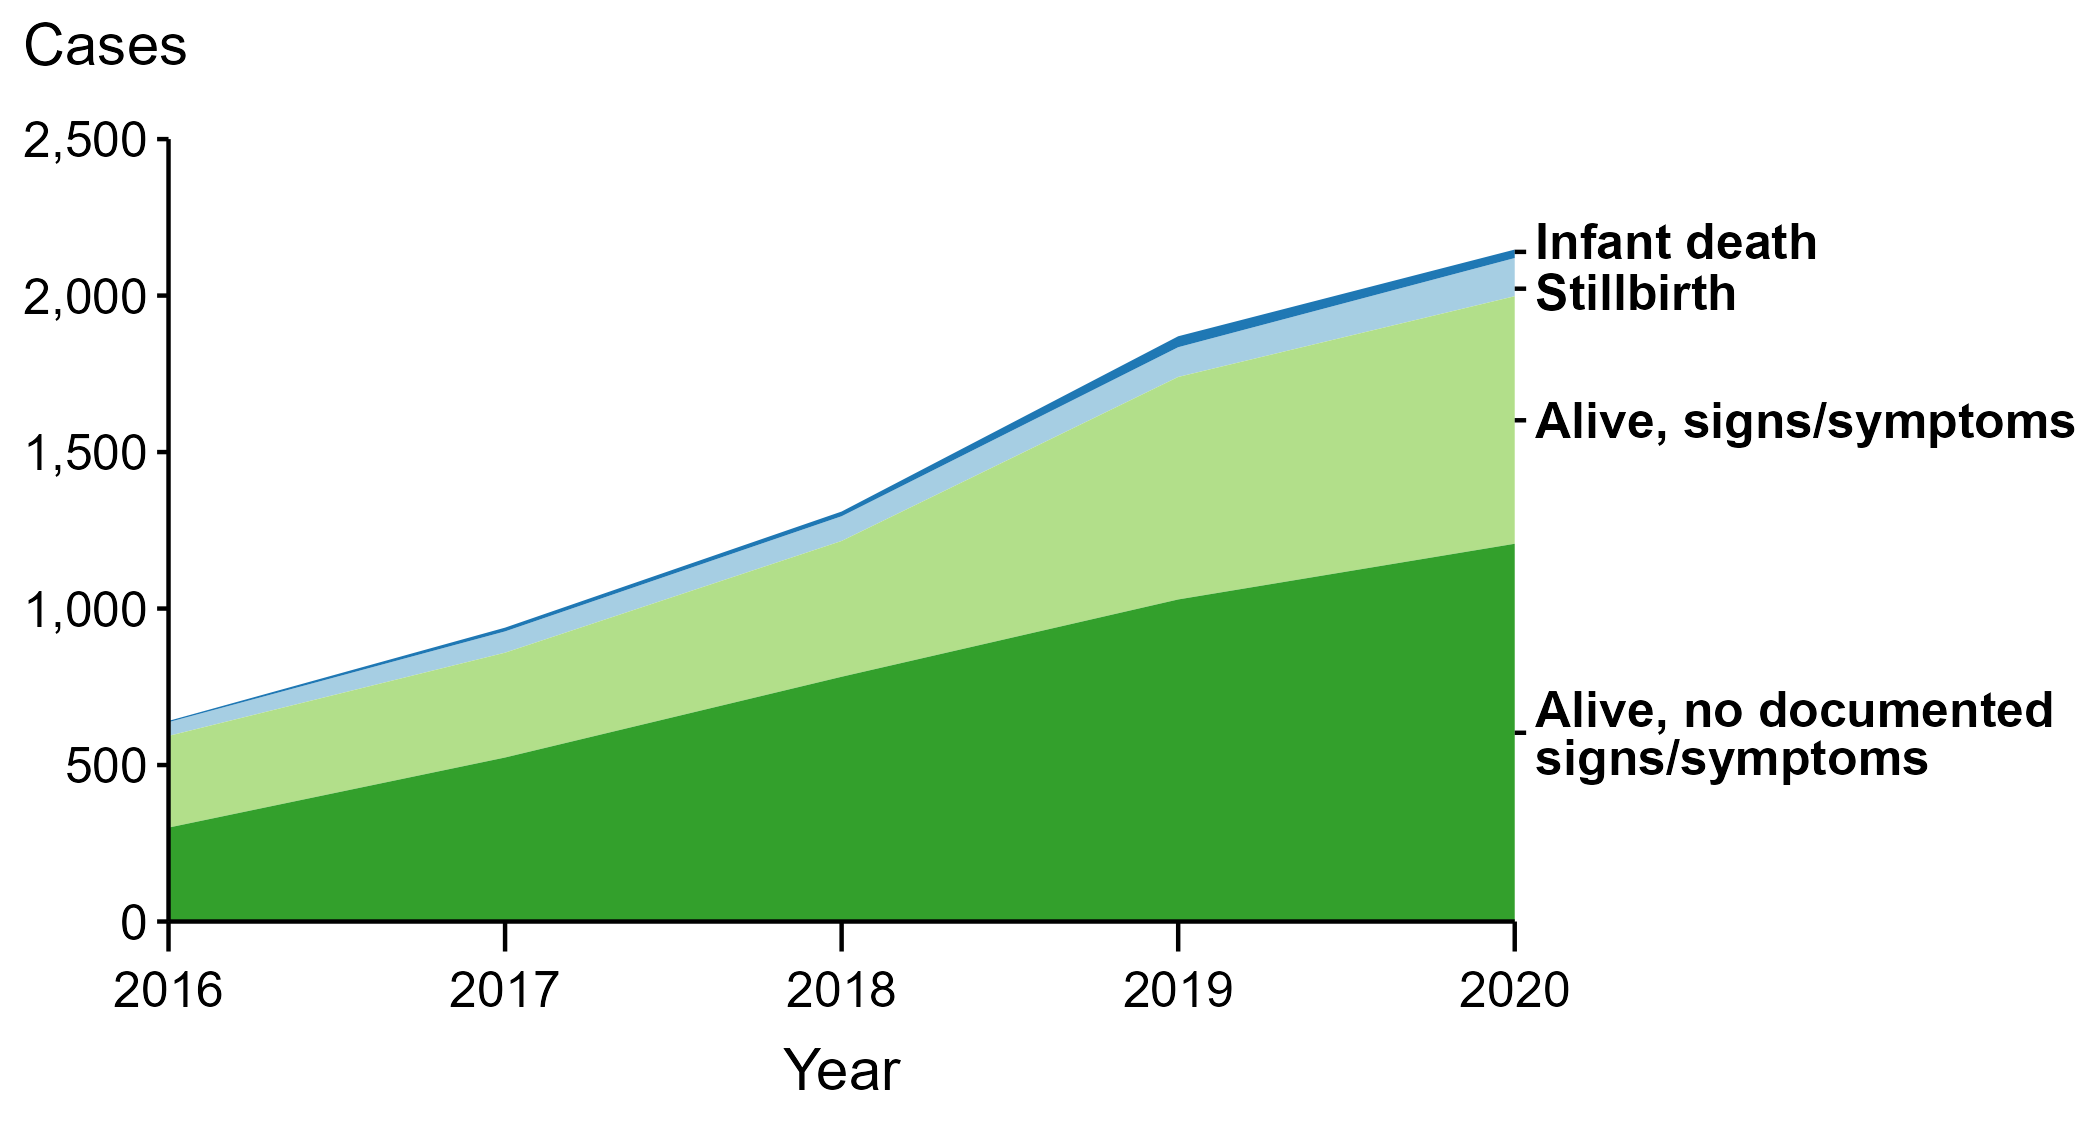 Cases
2,500
2,000
1,500
1,000
500
0
Infant death
Stillbirth
Alive, signs/symptoms
Alive, no documented
signs/symptoms
2016 2017 2018 2019 2020
Year